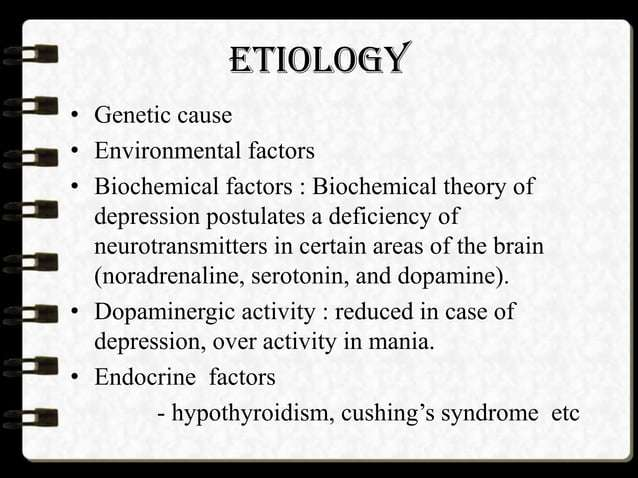 ETIOLOGY
• Genetic cause
• Environmental factors
• Biochemical factors : Biochemical theory of
depression postulates a deficiency of
neurotransmitters in certain areas of the brain
(noradrenaline, serotonin, and dopamine).
• Dopaminergic activity : reduced in case of
depression, over activity in mania.
• Endocrine factors
- hypothyroidism, cushing’s syndrome etc